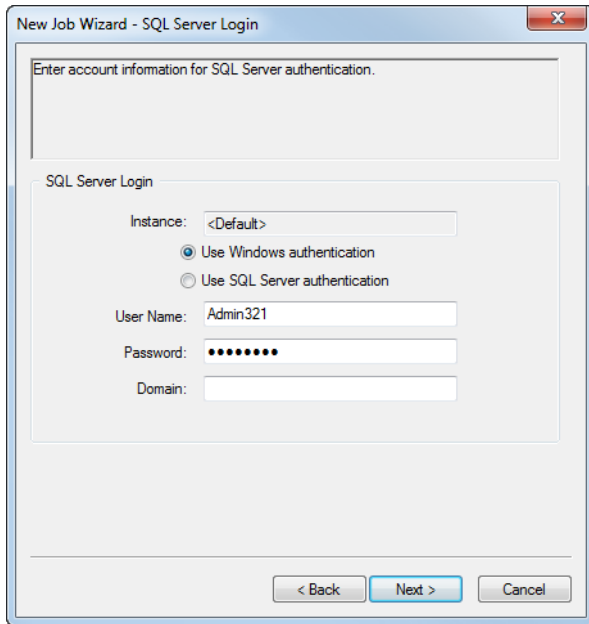 New Job Wizard - SQL Server Login
Enter account information for SQL Server authentication.
SQL Server Login
Instance: <Default>
Use Windows authentication
Use SQL Server authentication
User Name: Admin321
Password: ●●●●●●●●
Domain:
< Back Next > Cancel